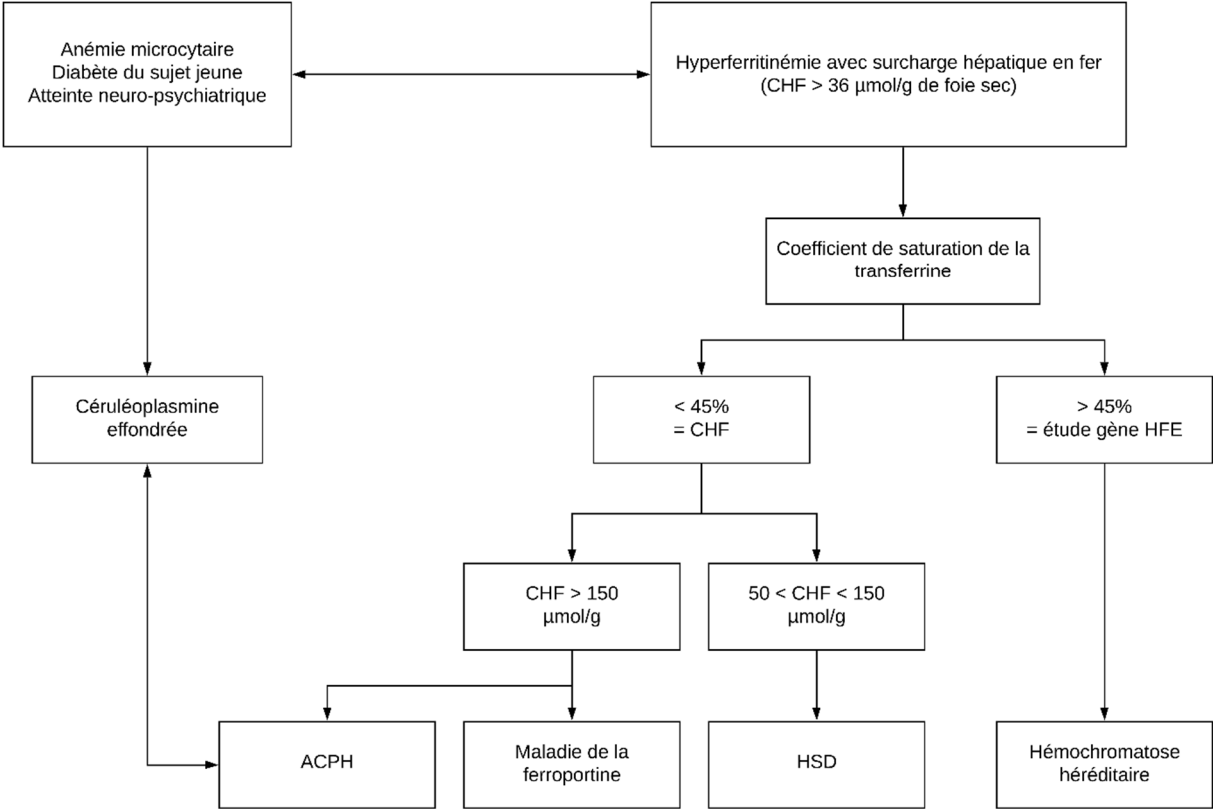 Anémie microcytaire
Diabète du sujet jeune
Atteinte neuro-psychiatrique
Hyperferritinémie avec surcharge hépatique en fer
(CHF > 36 µmol/g de foie sec)
Coefficient de saturation de la
transferrine
Céruléoplasmine
effondrée
< 45%
= CHF
> 45%
= étude gène HFE
CHF > 150
µmol/g
50 < CHF < 150
µmol/g
ACPH
Maladie de la
ferroportine
HSD
Hémochromatose
héréditaire